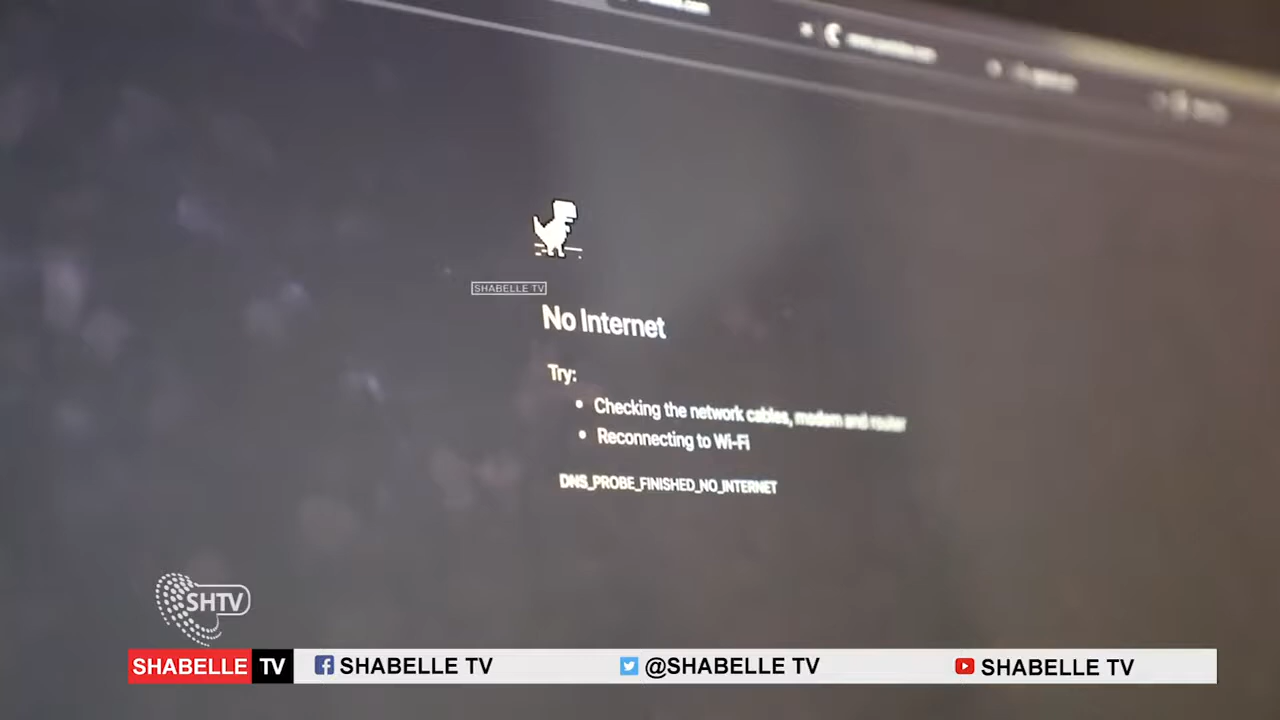 SHABELLE TV
No Internet
Try:
• Checking the network cables, modem and router
• Reconnecting to Wi-Fi
DNS_PROBE_FINISHED_NO_INTERNET
SHTV
SHABELLE TV SHABELLE TV @SHABELLE TV SHABELLE TV